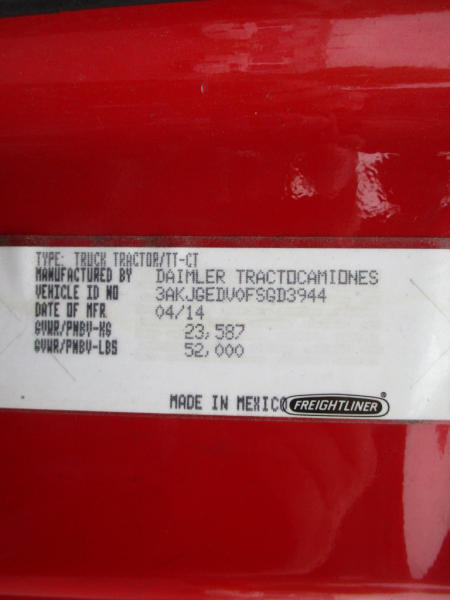 TYPE: TRUCK TRACTOR/TT-CT
MANUFACTURED BY DAIMLER TRACTOCAMIONES
VEHICLE ID NO 3AKJGEDV0FSGD3944
DATE OF MFR 04/14
GVWR/PNBV-KG 23,587
GVWR/PNBV-LBS 52,000
MADE IN MEXICO FREIGHTLINER®